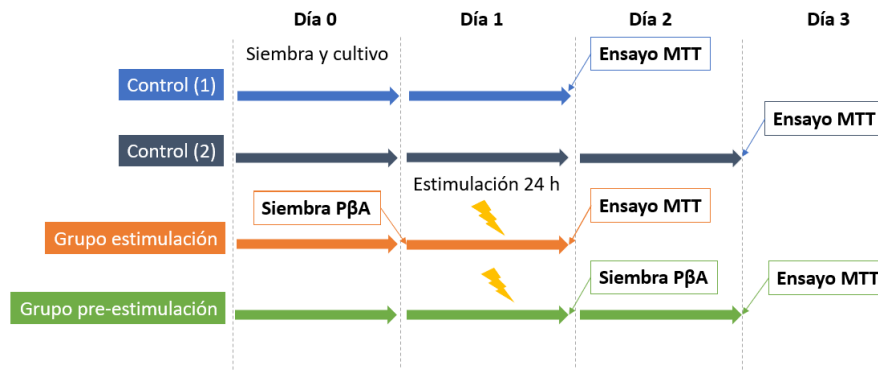 Día 0
Día 1
Día 2
Día 3
Siembra y cultivo
Ensayo MTT
Control (1)
Ensayo MTT
Control (2)
Estimulación 24 h
Siembra PβA
Ensayo MTT
Grupo estimulación
Siembra PβA
Ensayo MTT
Grupo pre-estimulación